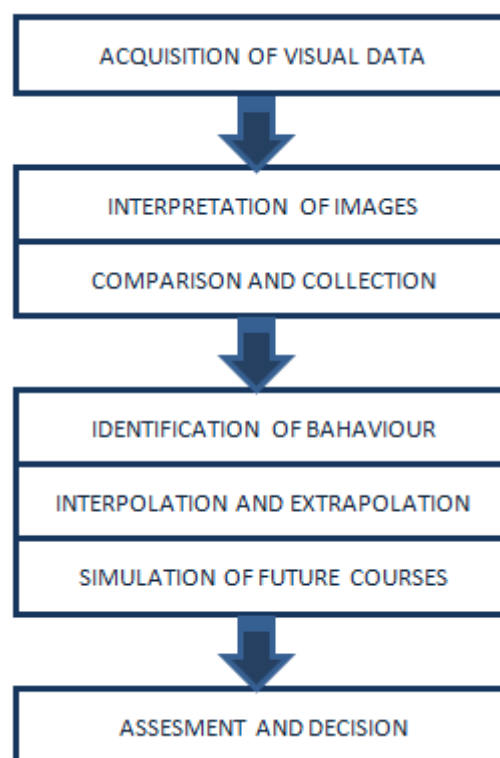 ACQUISITION OF VISUAL DATA
INTERPRETATION OF IMAGES
COMPARISON AND COLLECTION
IDENTIFICATION OF BAHAVIOUR
INTERPOLATION AND EXTRAPOLATION
SIMULATION OF FUTURE COURSES
ASSESMENT AND DECISION